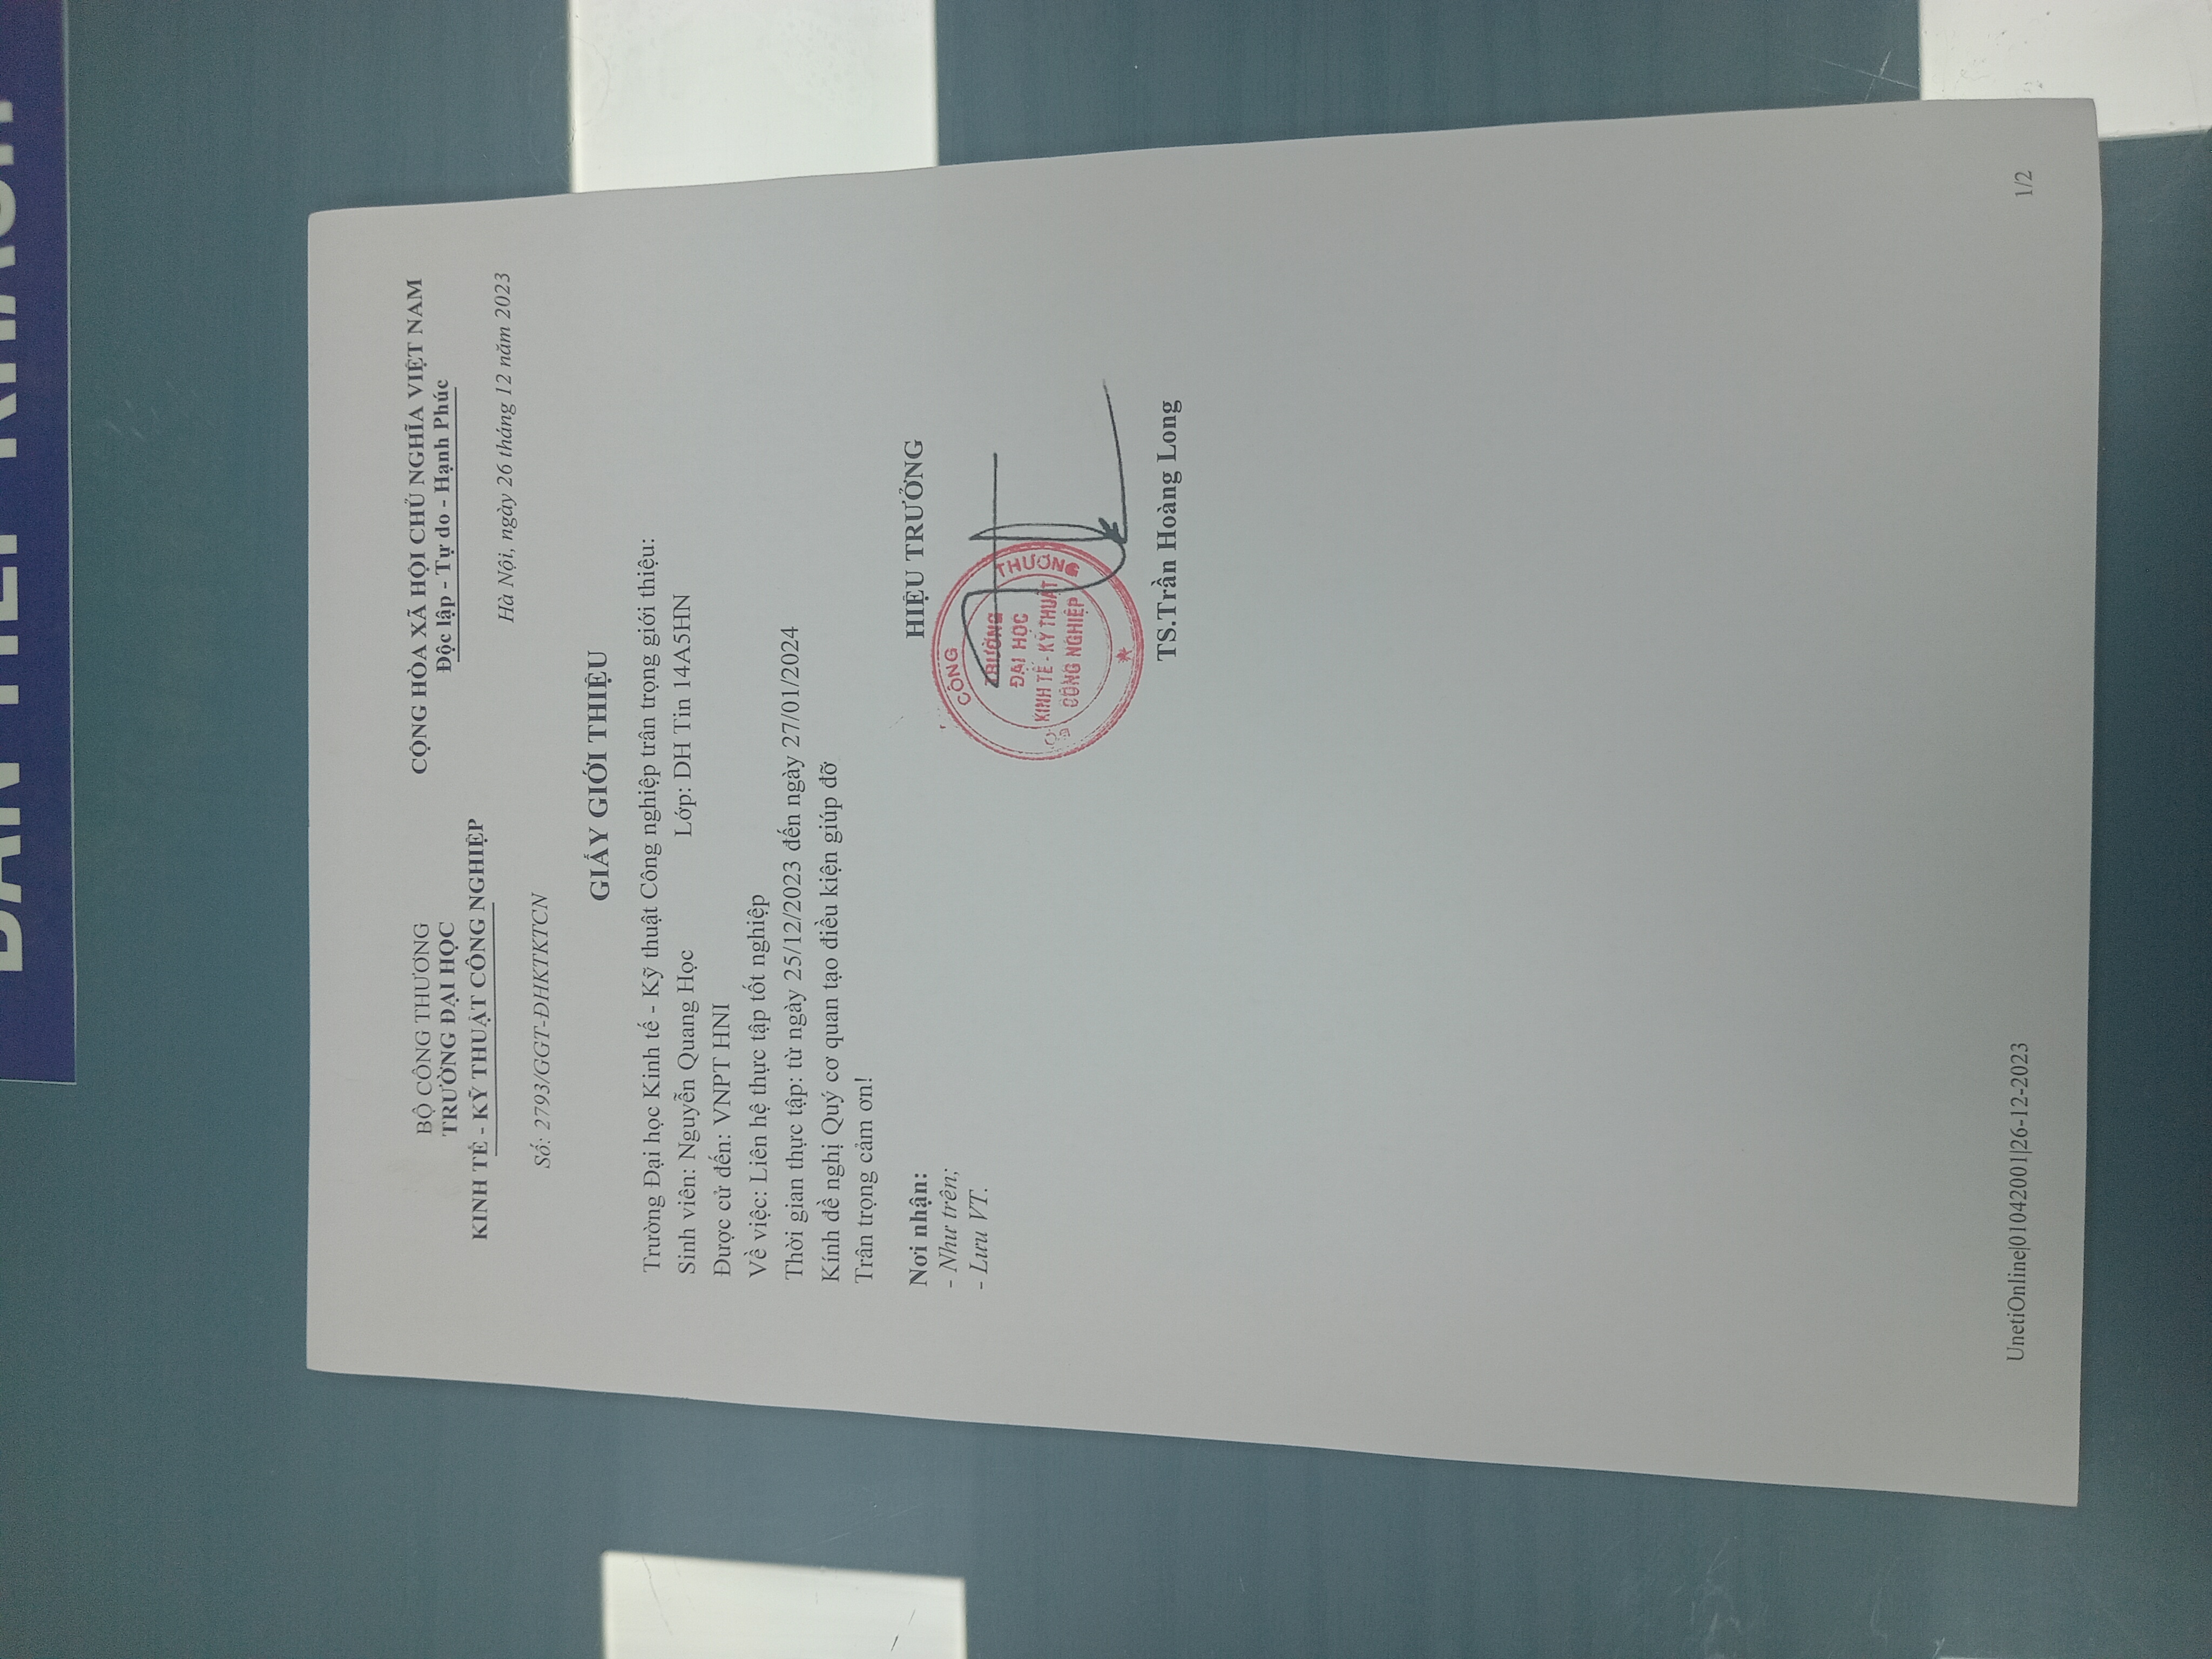 BÀN TIẾP KHÁCH
BỘ CÔNG THƯƠNG
TRƯỜNG ĐẠI HỌC
KINH TẾ - KỸ THUẬT CÔNG NGHIỆP
Số: 2793/GGT-ĐHKTKTCN
CỘNG HÒA XÃ HỘI CHỦ NGHĨA VIỆT NAM
Độc lập - Tự do - Hạnh Phúc
Hà Nội, ngày 26 tháng 12 năm 2023
GIẤY GIỚI THIỆU
Trường Đại học Kinh tế - Kỹ thuật Công nghiệp trân trọng giới thiệu:
Sinh viên: Nguyễn Quang Học Lớp: DH Tin 14A5HN
Được cử đến: VNPT HNI
Về việc: Liên hệ thực tập tốt nghiệp
Thời gian thực tập: từ ngày 25/12/2023 đến ngày 27/01/2024
Kính đề nghị Quý cơ quan tạo điều kiện giúp đỡ
Trân trọng cảm ơn!
Nơi nhận:
- Như trên;
- Lưu VT.
HIỆU TRƯỞNG
BỘ CÔNG THƯƠNG
TRƯỜNG
ĐẠI HỌC
KINH TẾ - KỸ THUẬT
CÔNG NGHIỆP
TS.Trần Hoàng Long
UnetiOnline|01042001|26-12-2023
1/2